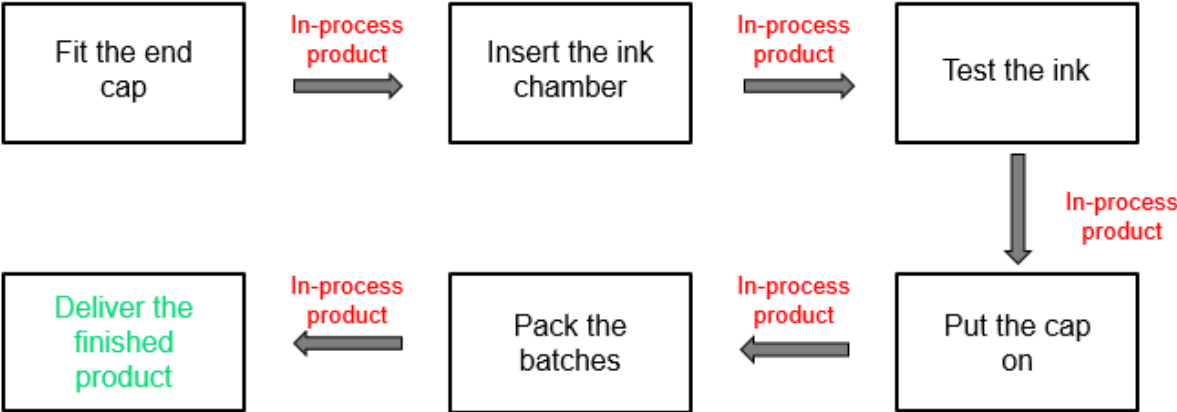 Fit the end
cap
In-process
product
Insert the ink
chamber
In-process
product
Test the ink
In-process
product
Put the cap
on
In-process
product
Pack the
batches
In-process
product
Deliver the
finished
product